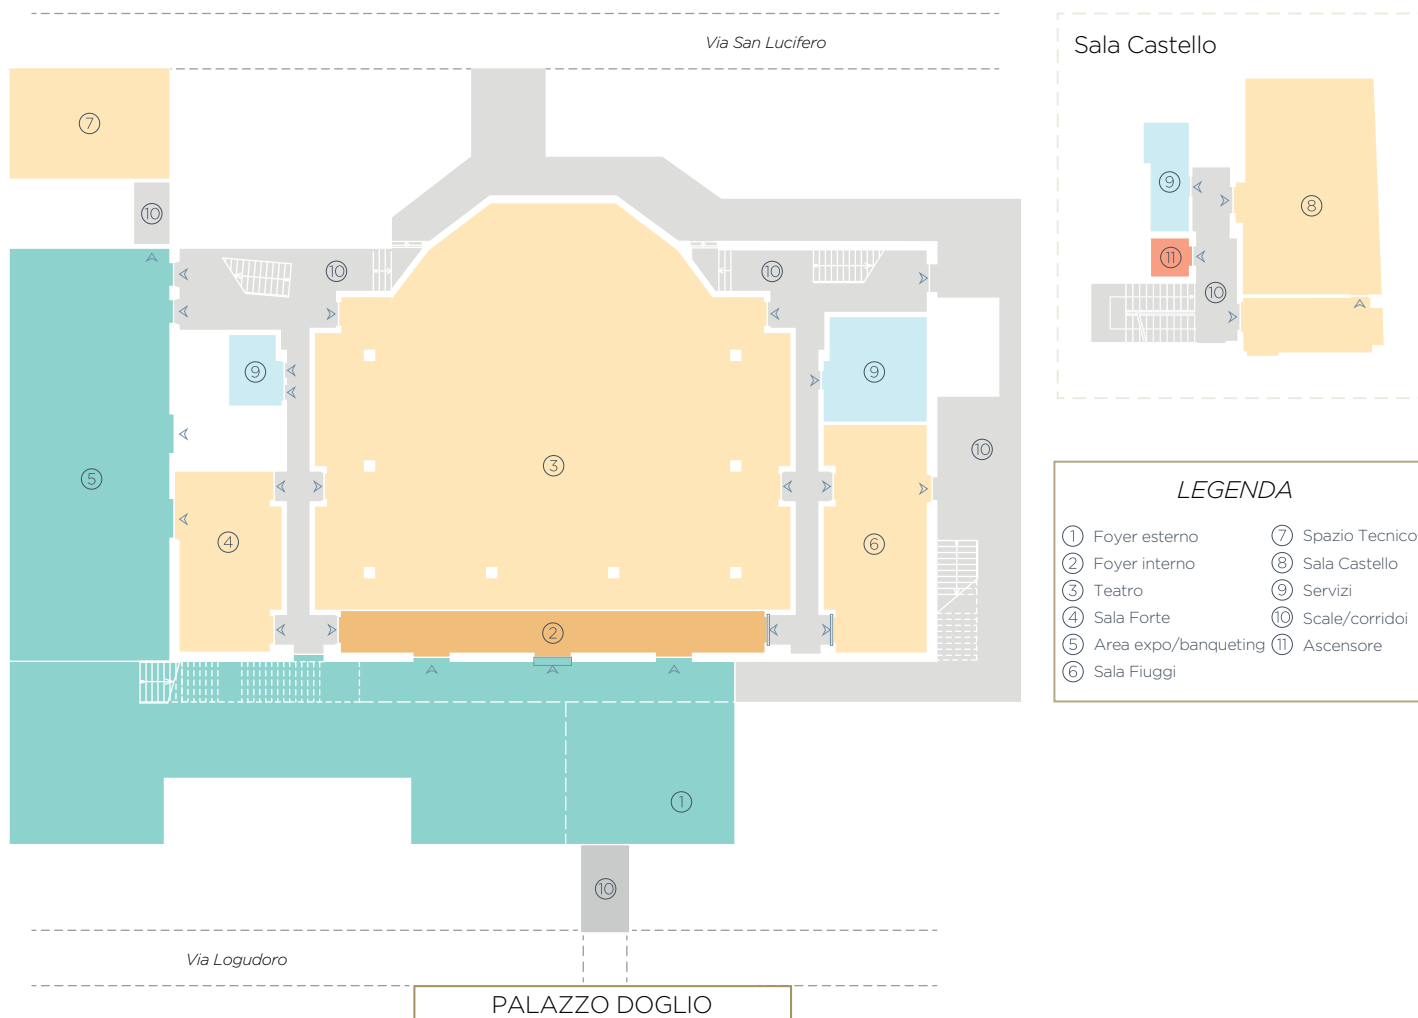 Via San Lucifero
Sala Castello
7
10
9
8
11
10
10
10
9
9
10
5
3
4
6
2
1
10
LEGENDA
1 Foyer esterno
2 Foyer interno
3 Teatro
4 Sala Forte
5 Area expo/banqueting
6 Sala Fiuggi
7 Spazio Tecnico
8 Sala Castello
9 Servizi
10 Scale/corridoi
11 Ascensore
Via Logudoro
PALAZZO DOGLIO